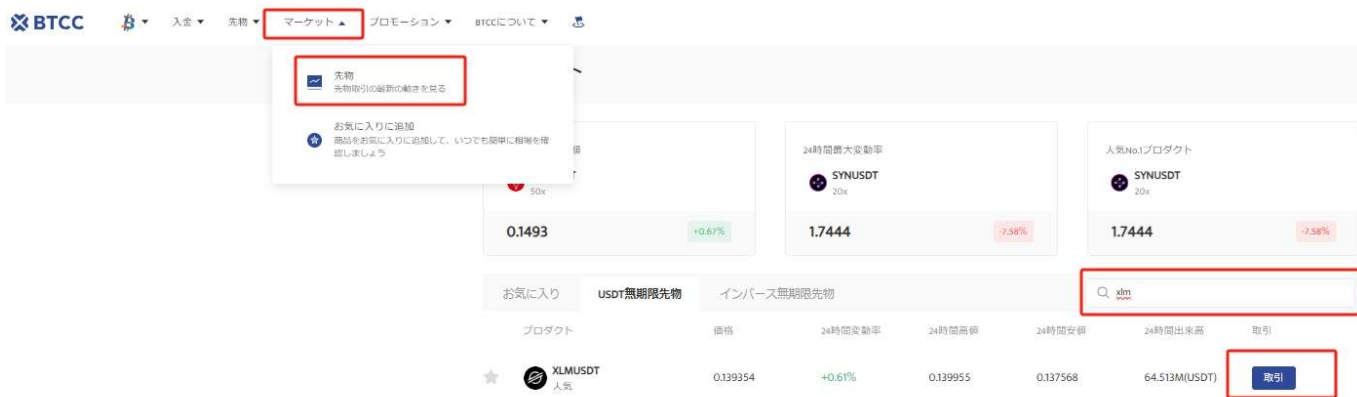 BTCC
入金
先物
マーケット
プロモーション
BTCCについて
先物
先物取引の最新の動きを見る
お気に入りに追加
商品をお気に入りに追加して、いつでも簡単に相場を確
認しましょう
ト
値
T
50x
24時間最大変動率
SYNUSDT
20x
人気No.1プロダクト
SYNUSDT
20x
0.1493 +0.67%
1.7444 -7.58%
1.7444 -7.58%
お気に入り USDT無期限先物 インバース無期限先物
xlm
プロダクト 価格 24時間変動率 24時間高値 24時間安値 24時間出来高 取引
XLMUSDT
人気
0.139354 +0.61% 0.139955 0.137568 64.513M(USDT) 取引